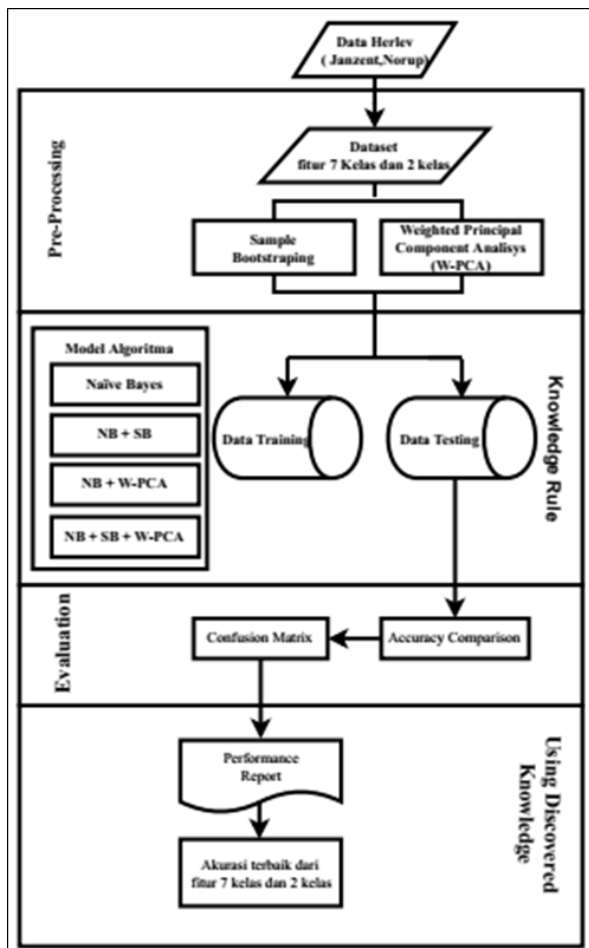 Data Herlev
( Janzent,Norup)
Pre-Processing
Dataset
fitur 7 Kelas dan 2 kelas
Sample
Bootstraping
Weighted Principal
Component Analisys
(W-PCA)
Model Algoritma
Naïve Bayes
NB + SB
NB + W-PCA
NB + SB + W-PCA
Data Training
Data Testing
Knowledge Rule
Evaluation
Confusion Matrix
Accuracy Comparison
Performance
Report
Akurasi terbaik dari
fitur 7 kelas dan 2 kelas
Using Discovered
Knowledge